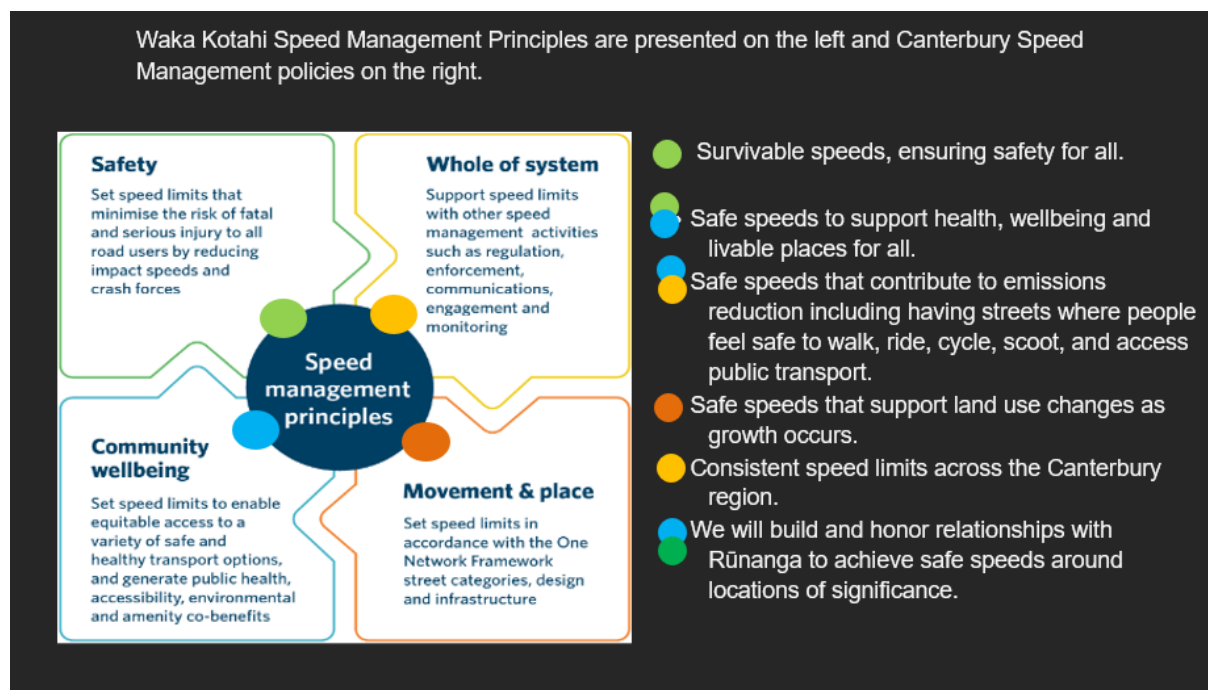 Waka Kotahi Speed Management Principles are presented on the left and Canterbury Speed
Management policies on the right.
Safety
Set speed limits that
minimise the risk of fatal
and serious injury to all
road users by reducing
impact speeds and
crash forces
Whole of system
Support speed limits
with other speed
management activities
such as regulation,
enforcement,
communications,
engagement and
monitoring
Speed
management
principles
Community
wellbeing
Set speed limits to enable
equitable access to a
variety of safe and
healthy transport options,
and generate public health,
accessibility, environmental
and amenity co-benefits
Movement & place
Set speed limits in
accordance with the One
Network Framework
street categories, design
and infrastructure
Survivable speeds, ensuring safety for all.
Safe speeds to support health, wellbeing and
livable places for all.
Safe speeds that contribute to emissions
reduction including having streets where people
feel safe to walk, ride, cycle, scoot, and access
public transport.
Safe speeds that support land use changes as
growth occurs.
Consistent speed limits across the Canterbury
region.
We will build and honor relationships with
Rūnanga to achieve safe speeds around
locations of significance.